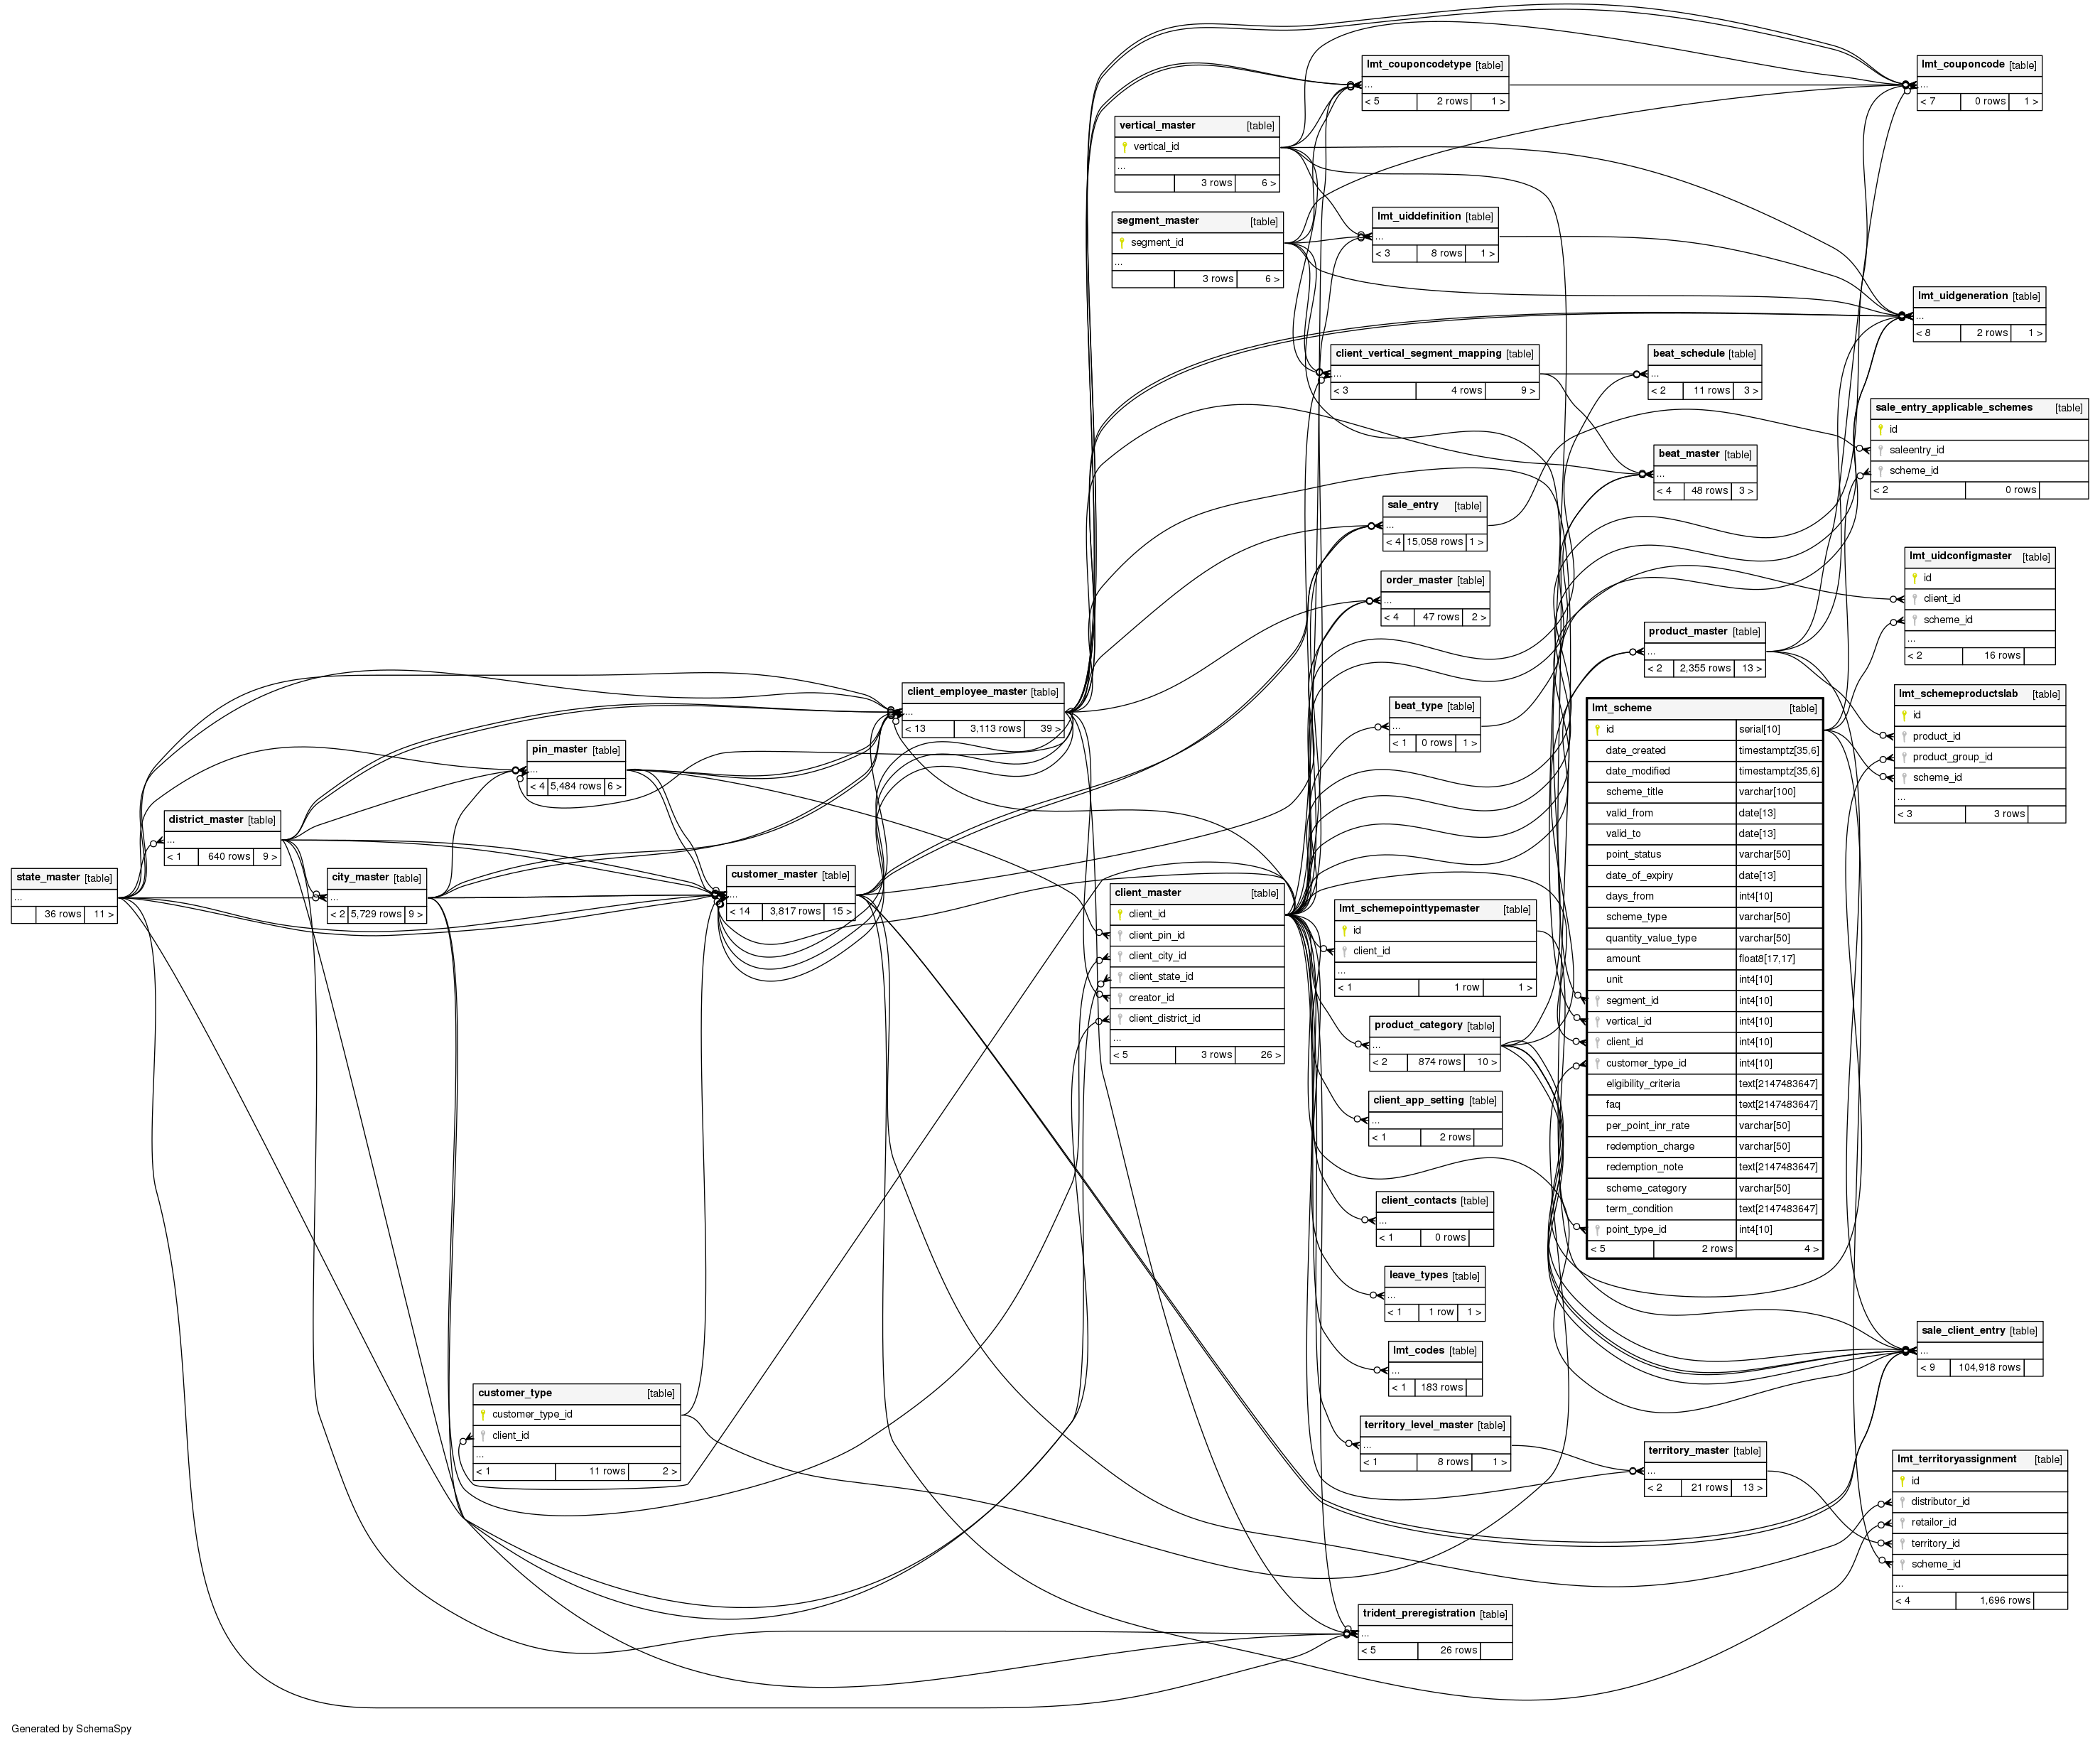 lmt_couponcodetype [table]
...
< 5 2 rows 1 >
lmt_couponcode [table]
...
< 7 0 rows 1 >
vertical_master [table]
vertical_id
...
3 rows 6 >
segment_master [table]
segment_id
...
3 rows 6 >
lmt_uiddefinition [table]
...
< 3 8 rows 1 >
lmt_uidgeneration [table]
...
< 8 2 rows 1 >
client_vertical_segment_mapping [table]
...
< 3 4 rows 9 >
beat_schedule [table]
...
< 2 11 rows 3 >
sale_entry_applicable_schemes [table]
id
saleentry_id
scheme_id
< 2 0 rows
beat_master [table]
...
< 4 48 rows 3 >
sale_entry [table]
...
< 4 15,058 rows 1 >
lmt_uidconfigmaster [table]
id
client_id
scheme_id
...
< 2 16 rows
order_master [table]
...
< 4 47 rows 2 >
product_master [table]
...
< 2 2,355 rows 13 >
client_employee_master [table]
...
< 13 3,113 rows 39 >
lmt_schemeproductslab [table]
id
product_id
product_group_id
scheme_id
...
< 3 3 rows
beat_type [table]
...
< 1 0 rows 1 >
lmt_scheme [table]
id serial[10]
date_created timestamptz[35,6]
date_modified timestamptz[35,6]
scheme_title varchar[100]
valid_from date[13]
valid_to date[13]
point_status varchar[50]
date_of_expiry date[13]
days_from int4[10]
scheme_type varchar[50]
quantity_value_type varchar[50]
amount float8[17,17]
unit int4[10]
segment_id int4[10]
vertical_id int4[10]
client_id int4[10]
customer_type_id int4[10]
eligibility_criteria text[2147483647]
faq text[2147483647]
per_point_inr_rate varchar[50]
redemption_charge varchar[50]
redemption_note text[2147483647]
scheme_category varchar[50]
term_condition text[2147483647]
point_type_id int4[10]
< 5 2 rows 4 >
pin_master [table]
...
< 4 5,484 rows 6 >
district_master [table]
...
< 1 640 rows 9 >
state_master [table]
...
36 rows 11 >
city_master [table]
...
< 2 5,729 rows 9 >
customer_master [table]
...
< 14 3,817 rows 15 >
client_master [table]
client_id
client_pin_id
client_city_id
client_state_id
creator_id
client_district_id
...
< 5 3 rows 26 >
lmt_schemepointtypemaster [table]
id
client_id
...
< 1 1 row 1 >
product_category [table]
...
< 2 874 rows 10 >
client_app_setting [table]
...
< 1 2 rows
client_contacts [table]
...
< 1 0 rows
leave_types [table]
...
< 1 1 row 1 >
lmt_codes [table]
...
< 1 183 rows
sale_client_entry [table]
...
< 9 104,918 rows
customer_type [table]
customer_type_id
client_id
...
< 1 11 rows 2 >
territory_level_master [table]
...
< 1 8 rows 1 >
territory_master [table]
...
< 2 21 rows 13 >
lmt_territoryassignment [table]
id
distributor_id
retailor_id
territory_id
scheme_id
...
< 4 1,696 rows
trident_preregistration [table]
...
< 5 26 rows
Generated by SchemaSpy